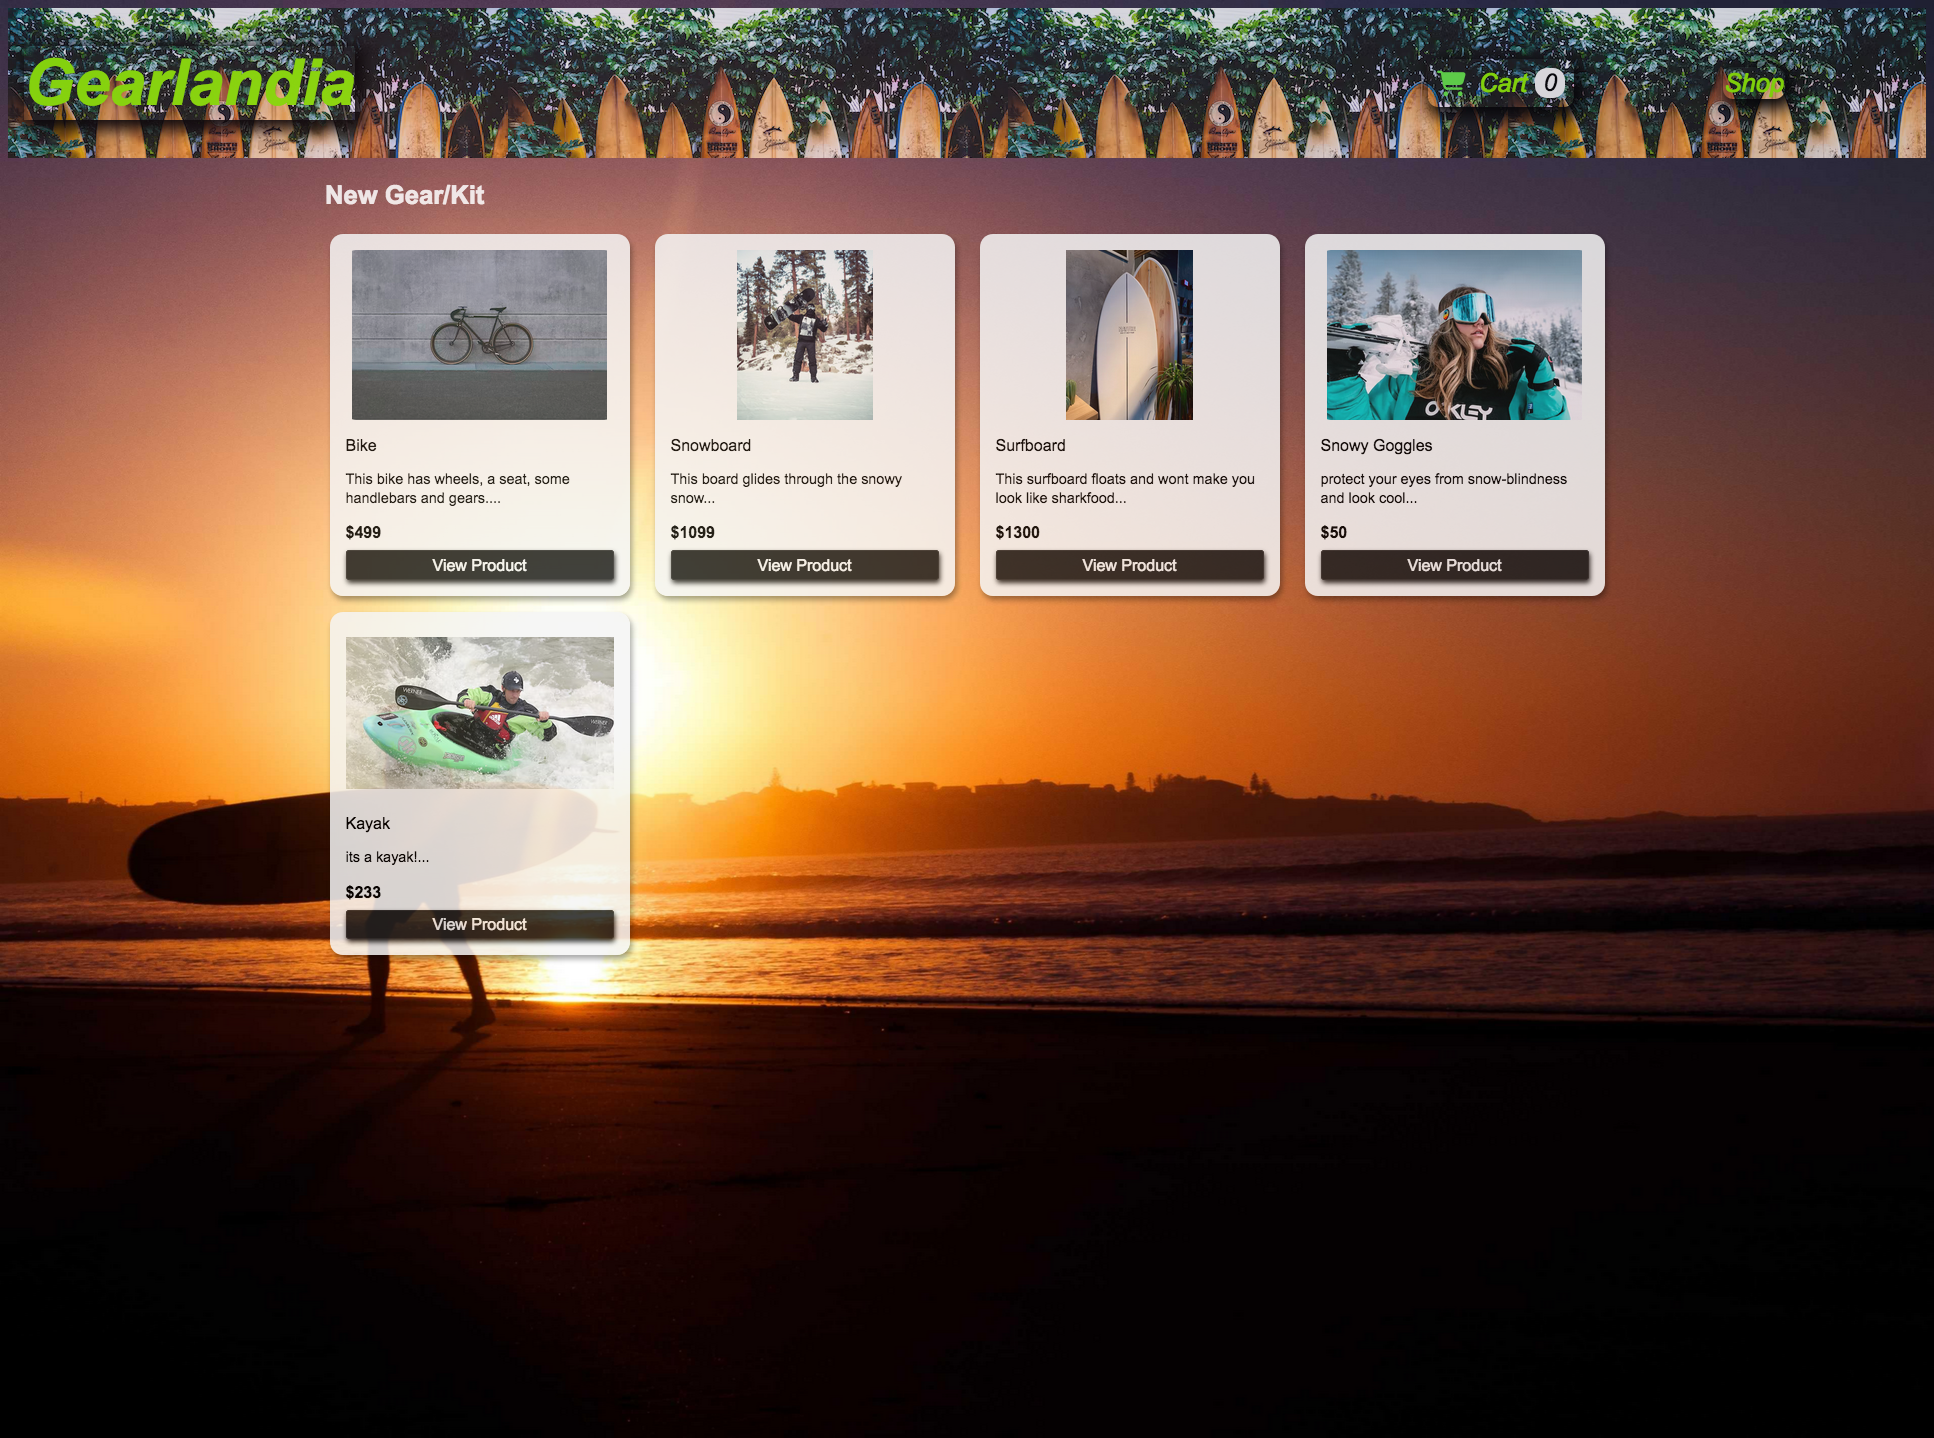 Gearlandia
Cart 0
Shop
New Gear/Kit
Bike
This bike has wheels, a seat, some
handlebars and gears....
$499
View Product
Snowboard
This board glides through the snowy
snow...
$1099
View Product
Surfboard
This surfboard floats and wont make you
look like sharkfood...
$1300
View Product
OAKLEY
Snowy Goggles
protect your eyes from snow-blindness
and look cool...
$50
View Product
WERNER
WERNER
Kayak
its a kayak!...
$233
View Product